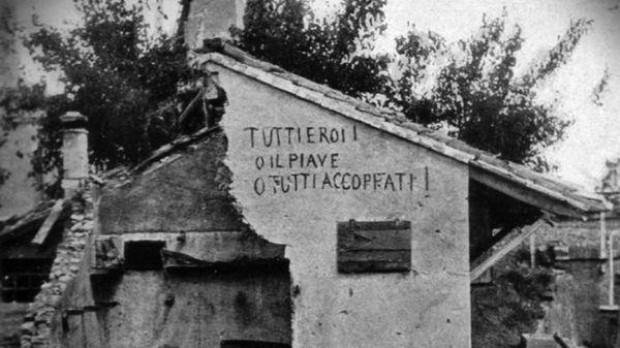 TUTTI EROI!
O IL PIAVE
O TUTTI ACCOPPATI!